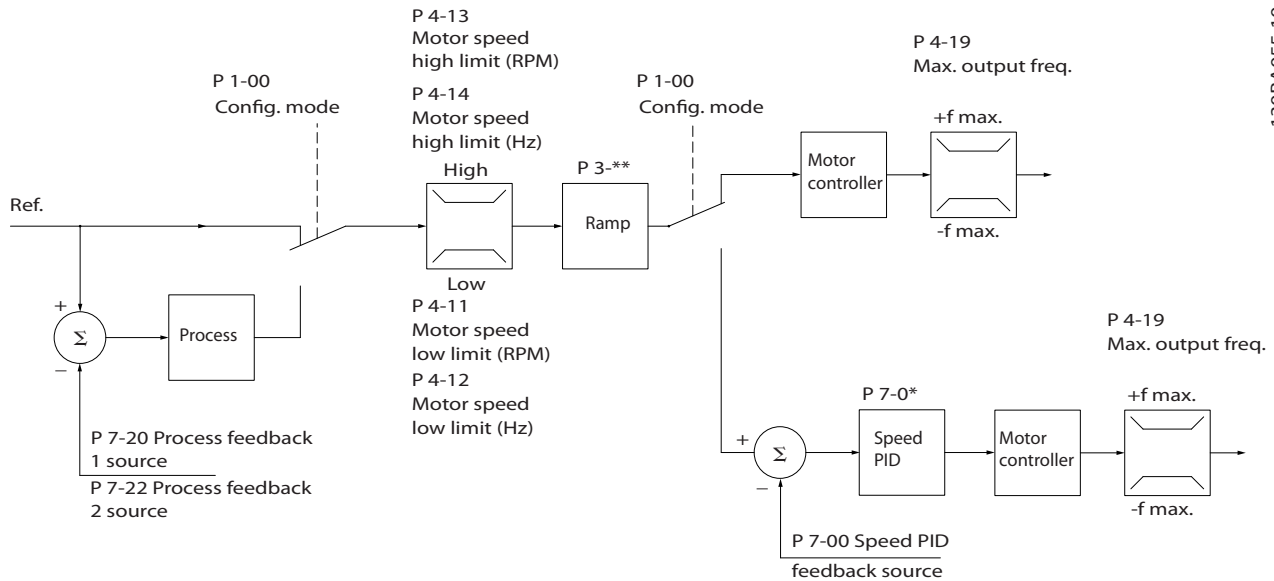 P 4-13
Motor speed
high limit (RPM)
P 4-14
Motor speed
high limit (Hz)
High
P 1-00
Config. mode
P 1-00
Config. mode
P 4-19
Max. output freq.
+f max.
-f max.
Motor
controller
P 3-**
Ramp
Ref.
Low
P 4-11
Motor speed
low limit (RPM)
P 4-12
Motor speed
low limit (Hz)
+
Σ
−
Process
P 7-20 Process feedback
1 source
P 7-22 Process feedback
2 source
P 4-19
Max. output freq.
+f max.
-f max.
P 7-0*
Speed
PID
Motor
controller
+
Σ
−
P 7-00 Speed PID
feedback source